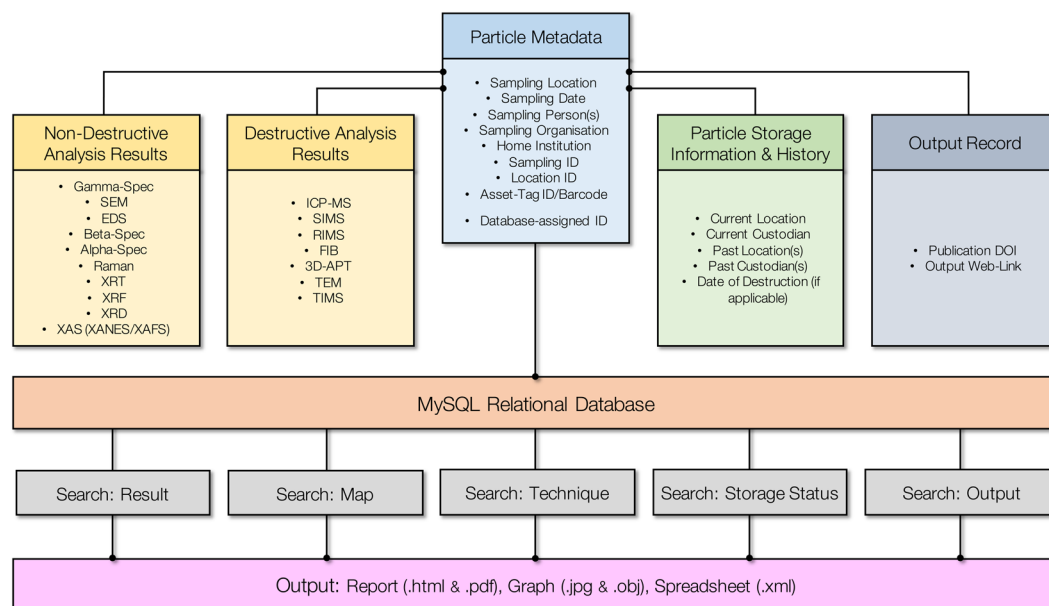 Particle Metadata
• Sampling Location
• Sampling Date
• Sampling Person(s)
• Sampling Organisation
• Home Institution
• Sampling ID
• Location ID
• Asset-Tag ID/Barcode
• Database-assigned ID
Non-Destructive
Analysis Results
• Gamma-Spec
• SEM
• EDS
• Beta-Spec
• Alpha-Spec
• Raman
• XRT
• XRF
• XRD
• XAS (XANES/XAFS)
Destructive Analysis
Results
• ICP-MS
• SIMS
• RIMS
• FIB
• 3D-APT
• TEM
• TIMS
Particle Storage
Information & History
• Current Location
• Current Custodian
• Past Location(s)
• Past Custodian(s)
• Date of Destruction (if
applicable)
Output Record
• Publication DOI
• Output Web-Link
MySQL Relational Database
Search: Result
Search: Map
Search: Technique
Search: Storage Status
Search: Output
Output: Report (.html & .pdf), Graph (.jpg & .obj), Spreadsheet (.xml)